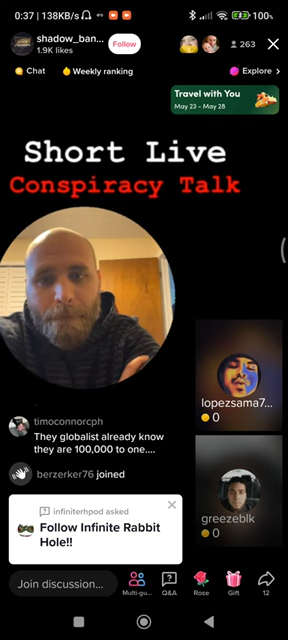 0:37 | 138KB/s
100%
shadow_ban...
1.9K likes
Follow
263
Chat
Weekly ranking
Explore >
Travel with You
May 23 - May 28
Short Live
Conspiracy Talk
lopezsama7...
0
timoconnorcph
They globalist already know
they are 100,000 to one....
berzerker76 joined
greezeblk
0
infiniterhpod asked
Follow Infinite Rabbit
Hole!!
Join discussion...
Multi-gu...
Q&A
Rose
Gift
12